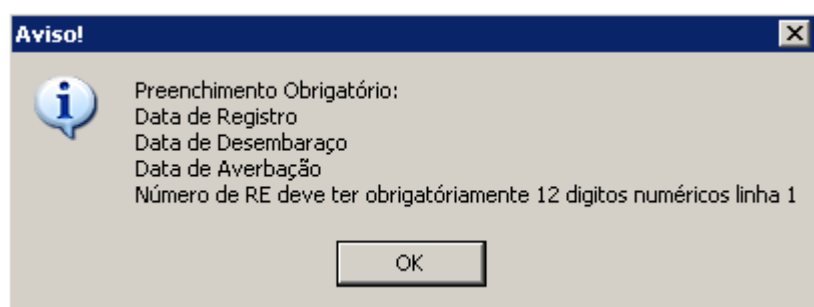 Aviso!
Preenchimento Obrigatório:
Data de Registro
Data de Desembaraço
Data de Averbação
Número de RE deve ter obrigatóriamente 12 digitos numéricos linha 1
OK